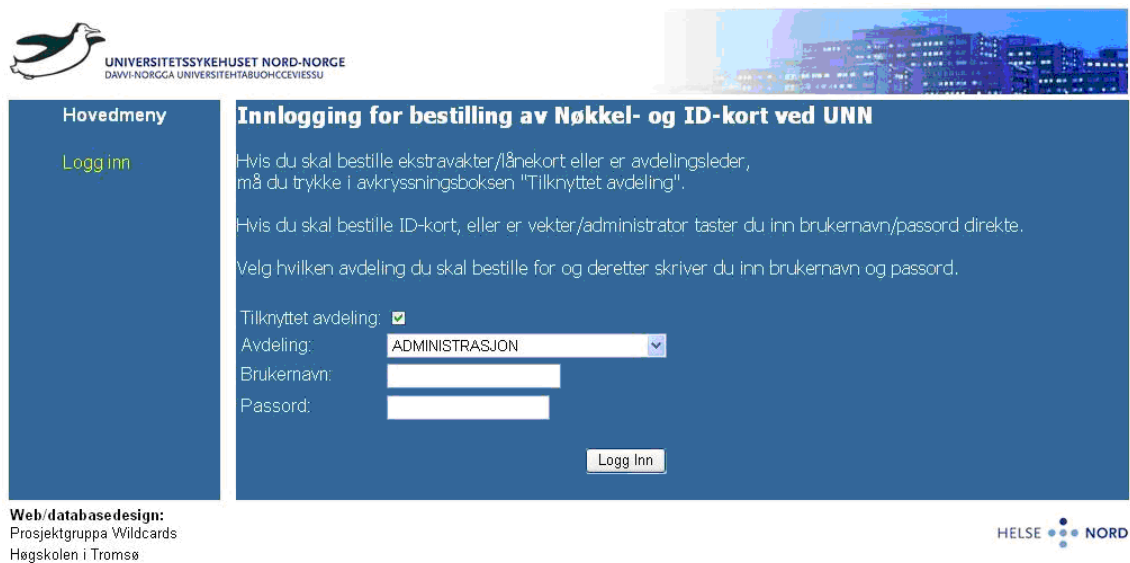 UNIVERSITETSSYKEHUSET NORD-NORGE
DAVVI-NORGGA UNIVERSITEHTABUOHCCEVIESSU
Hovedmeny
Logg inn
Innlogging for bestilling av Nøkkel- og ID-kort ved UNN
Hvis du skal bestille ekstravakter/lånekort eller er avdelingsleder,
må du trykke i avkryssningsboksen "Tilknyttet avdeling".
Hvis du skal bestille ID-kort, eller er vekter/administrator taster du inn brukernavn/passord direkte.
Velg hvilken avdeling du skal bestille for og deretter skriver du inn brukernavn og passord.
Tilknyttet avdeling:
Avdeling: ADMINISTRASJON
Brukernavn:
Passord:
Logg Inn
Web/databasedesign:
Prosjektgruppa Wildcards
Høgskolen i Tromsø
HELSE NORD